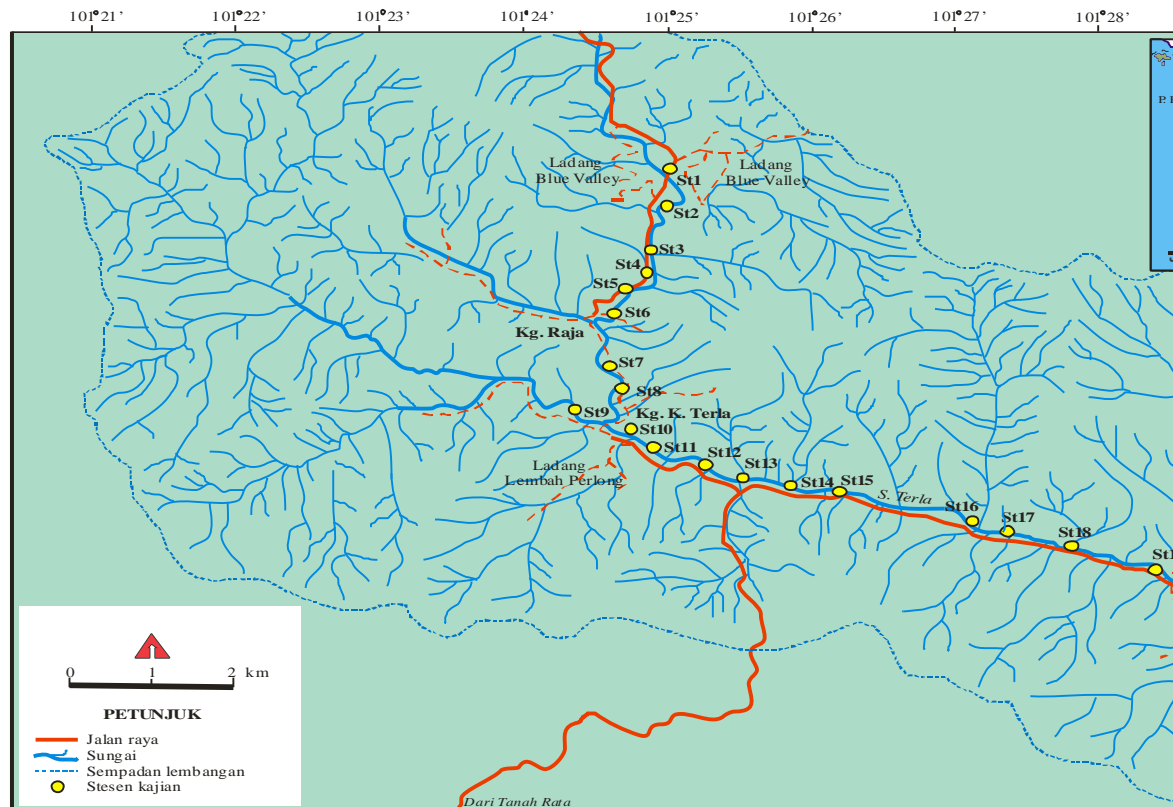 101°21' 101°22' 101°23' 101°24' 101°25' 101°26' 101°27' 101°28'
Ladang
Blue Valley
Ladang
Blue Valley
St1
St2
St3
St4
St5
St6
Kg. Raja
St7
St8
St9
Kg. K. Terla
St10
St11
St12
St13
St14
St15
S. Terla
St16
St17
St18
Ladang
Lembah Perlong
0 1 2 km
PETUNJUK
Jalan raya
Sungai
Sempadan lembangan
Stesen kajian
Dari Tanah Rata